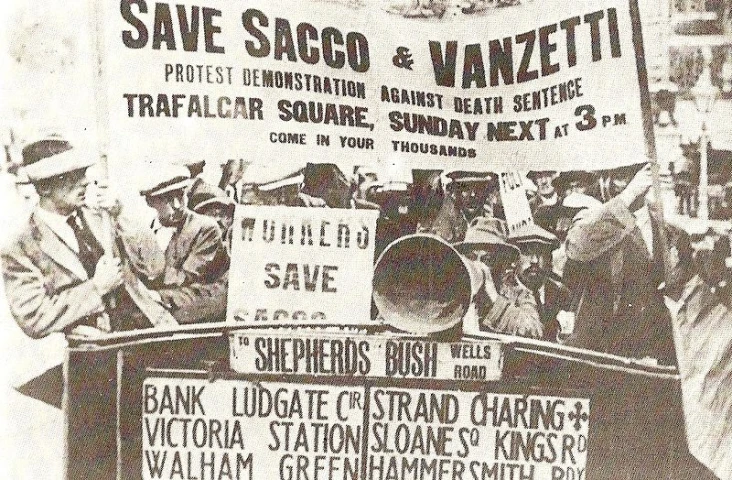 SAVE SACCO & VANZETTI
PROTEST DEMONSTRATION AGAINST DEATH SENTENCE
TRAFALGAR SQUARE, SUNDAY NEXT AT 3 PM
COME IN YOUR THOUSANDS
WORKERS
SAVE
SACCO
TO SHEPHERDS BUSH WELLS ROAD
BANK LUDGATE CIR.
VICTORIA STATION
WALHAM GREEN
STRAND CHARING ✠
SLOANE SQ KINGS RD
HAMMERSMITH BDY